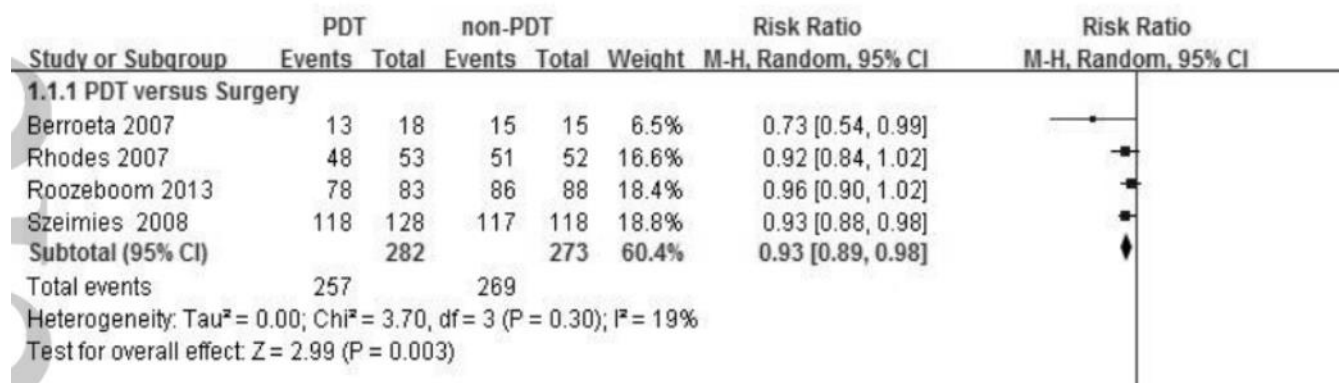 PDT non-PDT Risk Ratio Risk Ratio
Study or Subgroup Events Total Events Total Weight M-H, Random, 95% CI M-H, Random, 95% CI
1.1.1 PDT versus Surgery
Berroeta 2007 13 18 15 15 6.5% 0.73 [0.54, 0.99]
Rhodes 2007 48 53 51 52 16.6% 0.92 [0.84, 1.02]
Roozeboom 2013 78 83 86 88 18.4% 0.96 [0.90, 1.02]
Szeimies 2008 118 128 117 118 18.8% 0.93 [0.88, 0.98]
Subtotal (95% CI) 282 273 60.4% 0.93 [0.89, 0.98]
Total events 257 269
Heterogeneity: Tau² = 0.00; Chi² = 3.70, df = 3 (P = 0.30); I² = 19%
Test for overall effect: Z = 2.99 (P = 0.003)